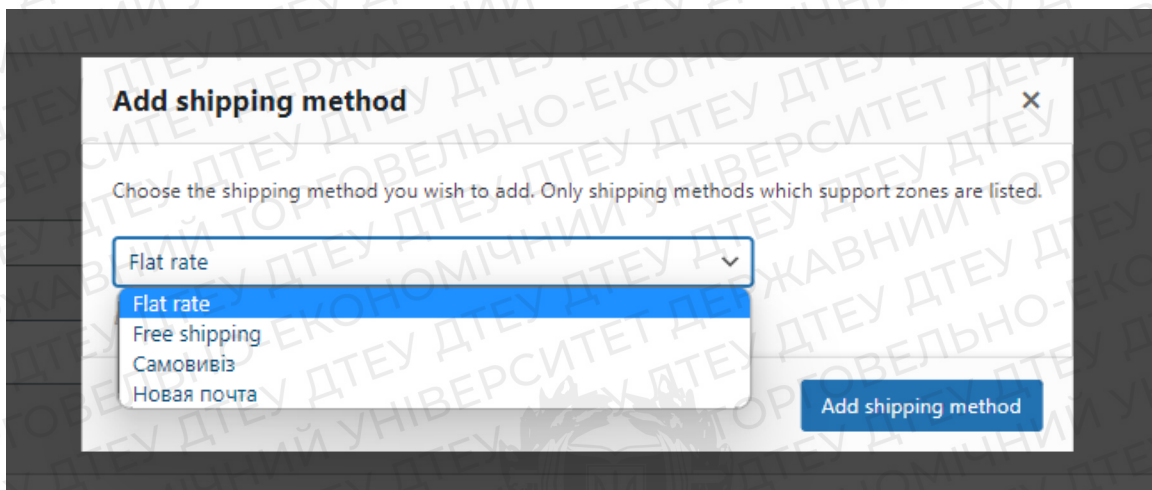 Add shipping method
×
Choose the shipping method you wish to add. Only shipping methods which support zones are listed.
Flat rate
Flat rate
Free shipping
Самовивіз
Новая почта
Add shipping method